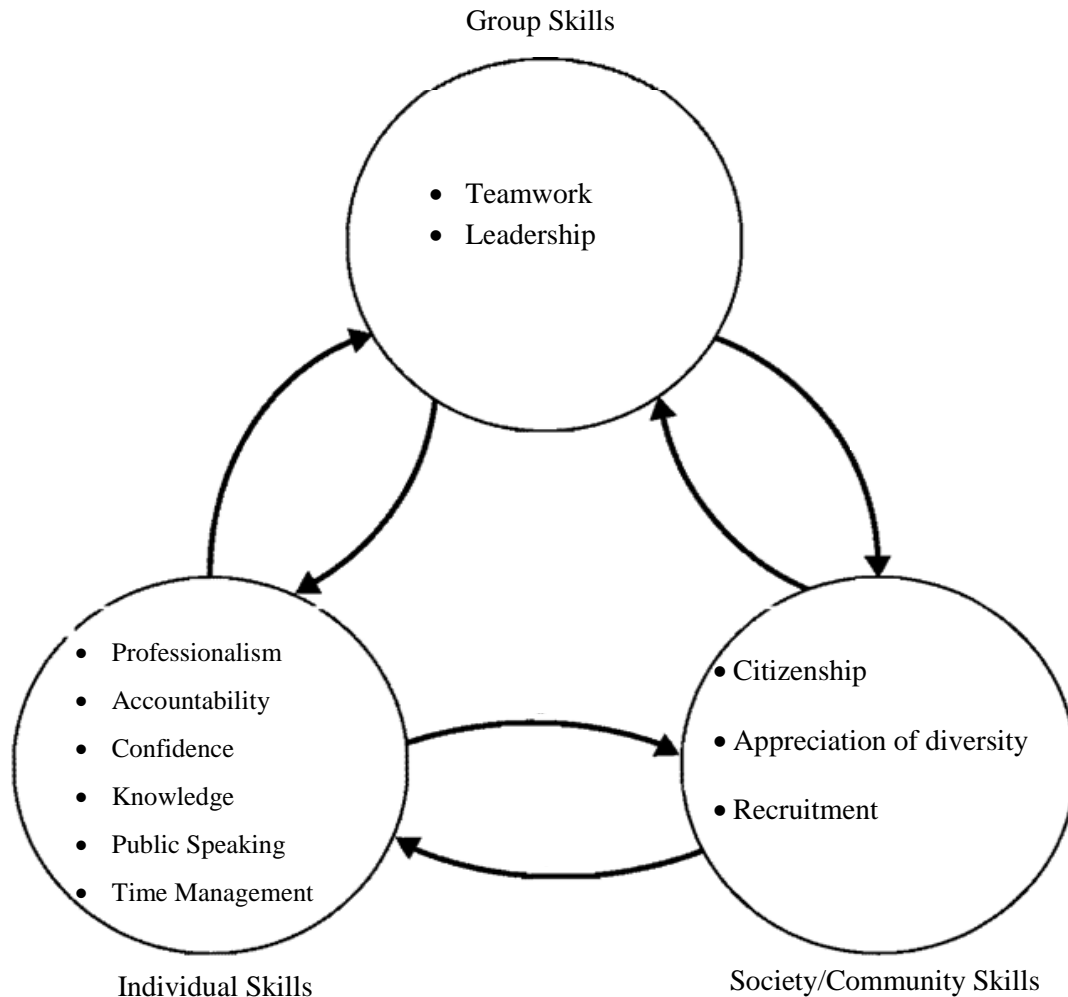 Group Skills
• Teamwork
• Leadership
• Professionalism
• Accountability
• Confidence
• Knowledge
• Public Speaking
• Time Management
Individual Skills
• Citizenship
• Appreciation of diversity
• Recruitment
Society/Community Skills